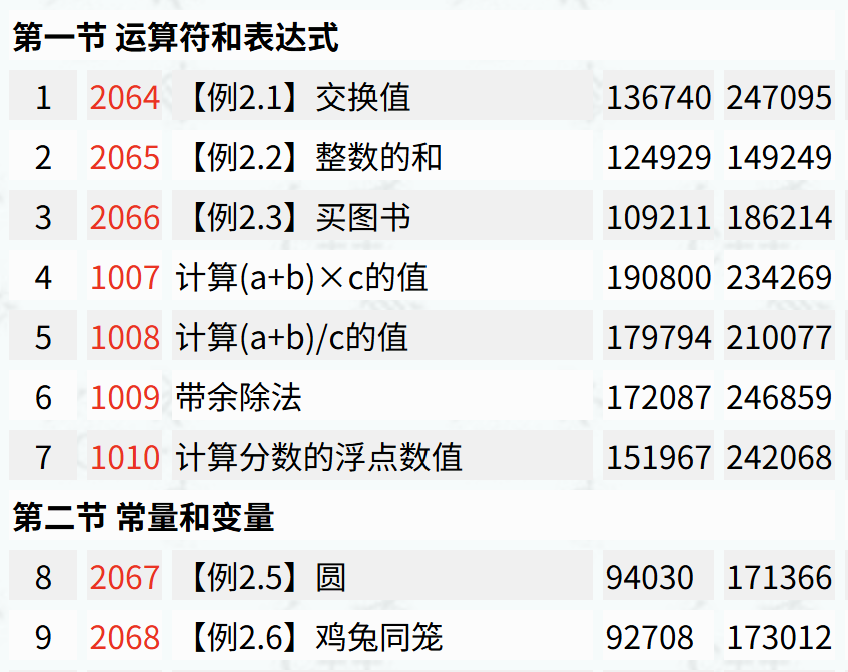 第一节 运算符和表达式
1 2064 【例2.1】交换值 136740 247095
2 2065 【例2.2】整数的和 124929 149249
3 2066 【例2.3】买图书 109211 186214
4 1007 计算(a+b)×c的值 190800 234269
5 1008 计算(a+b)/c的值 179794 210077
6 1009 带余除法 172087 246859
7 1010 计算分数的浮点数值 151967 242068
第二节 常量和变量
8 2067 【例2.5】圆 94030 171366
9 2068 【例2.6】鸡兔同笼 92708 173012